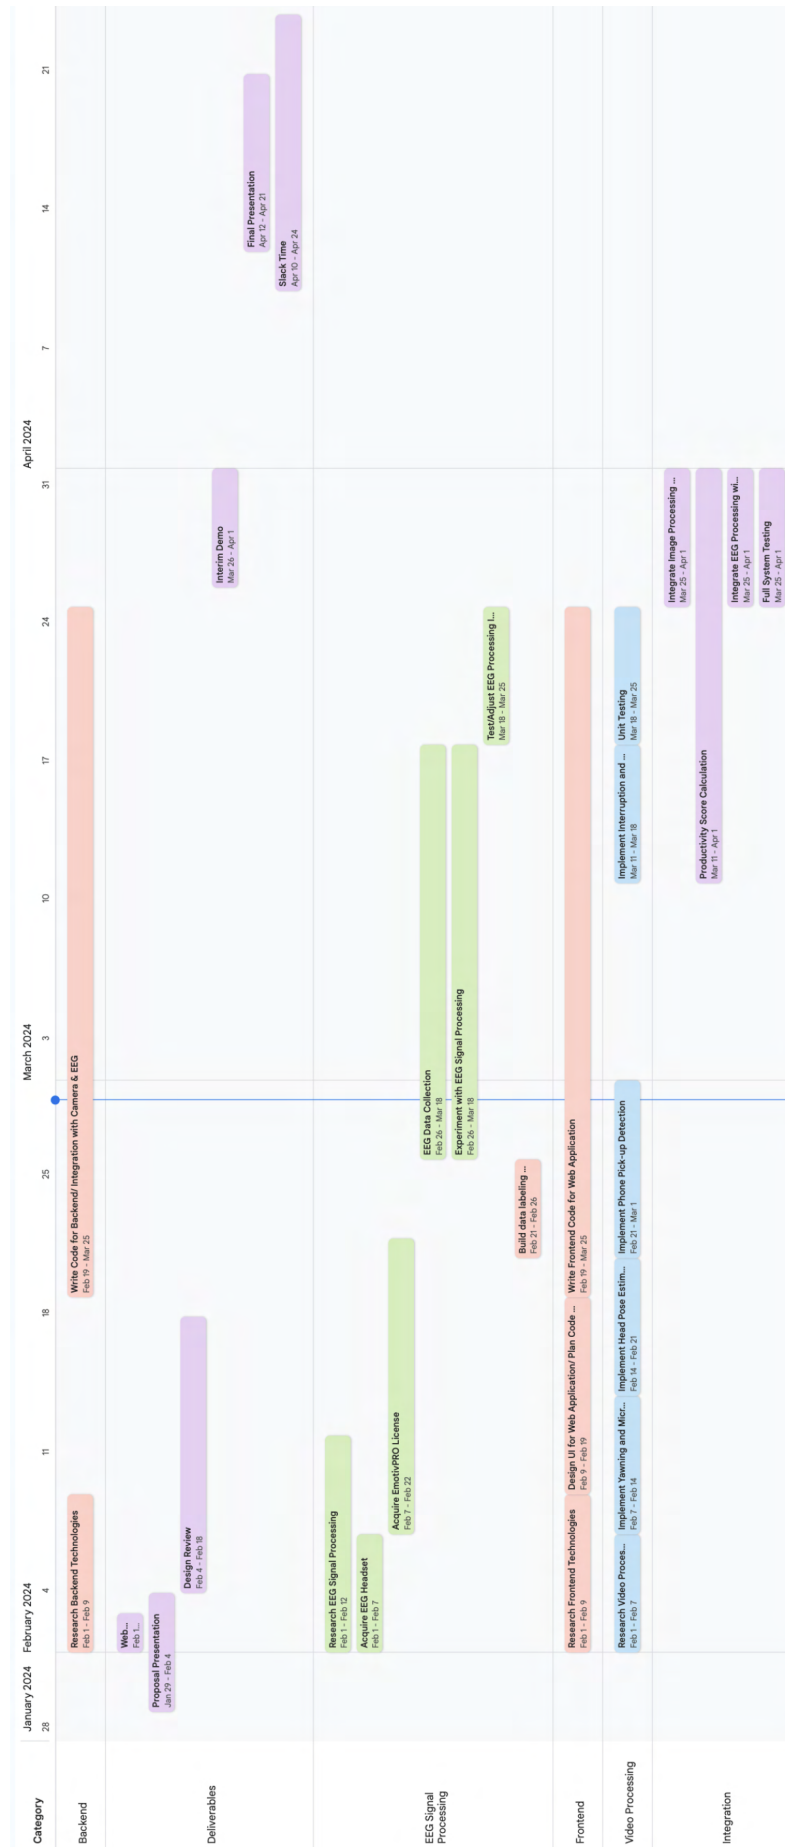 Category
January 2024
February 2024
March 2024
April 2024
28
4
11
18
25
3
10
17
24
31
7
14
21
Backend
Research Backend Technologies
Feb 1 - Feb 9
Write Code for Backend/ Integration with Camera & EEG
Feb 19 - Mar 25
Deliverables
Web...
Feb 1...
Proposal Presentation
Jan 29 - Feb 4
Design Review
Feb 4 - Feb 18
Interim Demo
Mar 26 - Apr 1
Final Presentation
Apr 12 - Apr 21
Slack Time
Apr 10 - Apr 24
EEG Signal
Processing
Research EEG Signal Processing
Feb 1 - Feb 12
Acquire EEG Headset
Feb 1 - Feb 7
Acquire EmotivPRO License
Feb 7 - Feb 22
EEG Data Collection
Feb 26 - Mar 18
Experiment with EEG Signal Processing
Feb 26 - Mar 18
Test/Adjust EEG Processing I...
Mar 18 - Mar 25
Build data labeling ...
Feb 21 - Feb 26
Frontend
Research Frontend Technologies
Feb 1 - Feb 9
Design UI for Web Application/ Plan Code ...
Feb 9 - Feb 19
Write Frontend Code for Web Application
Feb 19 - Mar 25
Video Processing
Research Video Proces...
Feb 1 - Feb 7
Implement Yawning and Micr...
Feb 7 - Feb 14
Implement Head Pose Estim...
Feb 14 - Feb 21
Implement Phone Pick-up Detection
Feb 21 - Mar 1
Implement Interruption and ...
Mar 11 - Mar 18
Unit Testing
Mar 18 - Mar 25
Integration
Integrate Image Processing ...
Mar 25 - Apr 1
Productivity Score Calculation
Mar 11 - Apr 1
Integrate EEG Processing wi...
Mar 25 - Apr 1
Full System Testing
Mar 25 - Apr 1